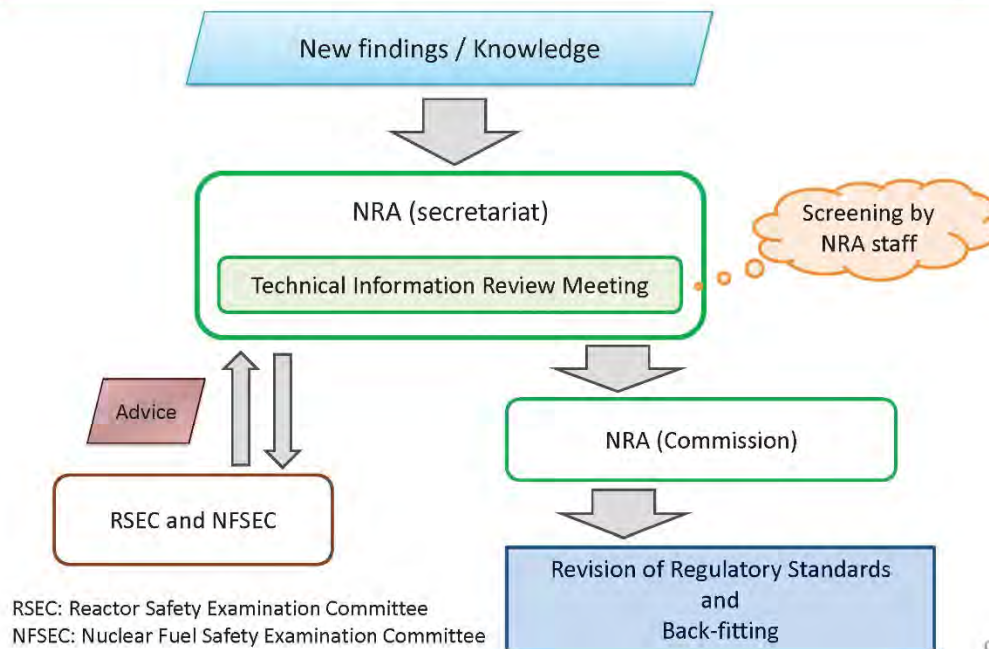 New findings / Knowledge
NRA (secretariat)
Technical Information Review Meeting
Screening by
NRA staff
Advice
NRA (Commission)
RSEC and NFSEC
Revision of Regulatory Standards
and
Back-fitting
RSEC: Reactor Safety Examination Committee
NFSEC: Nuclear Fuel Safety Examination Committee